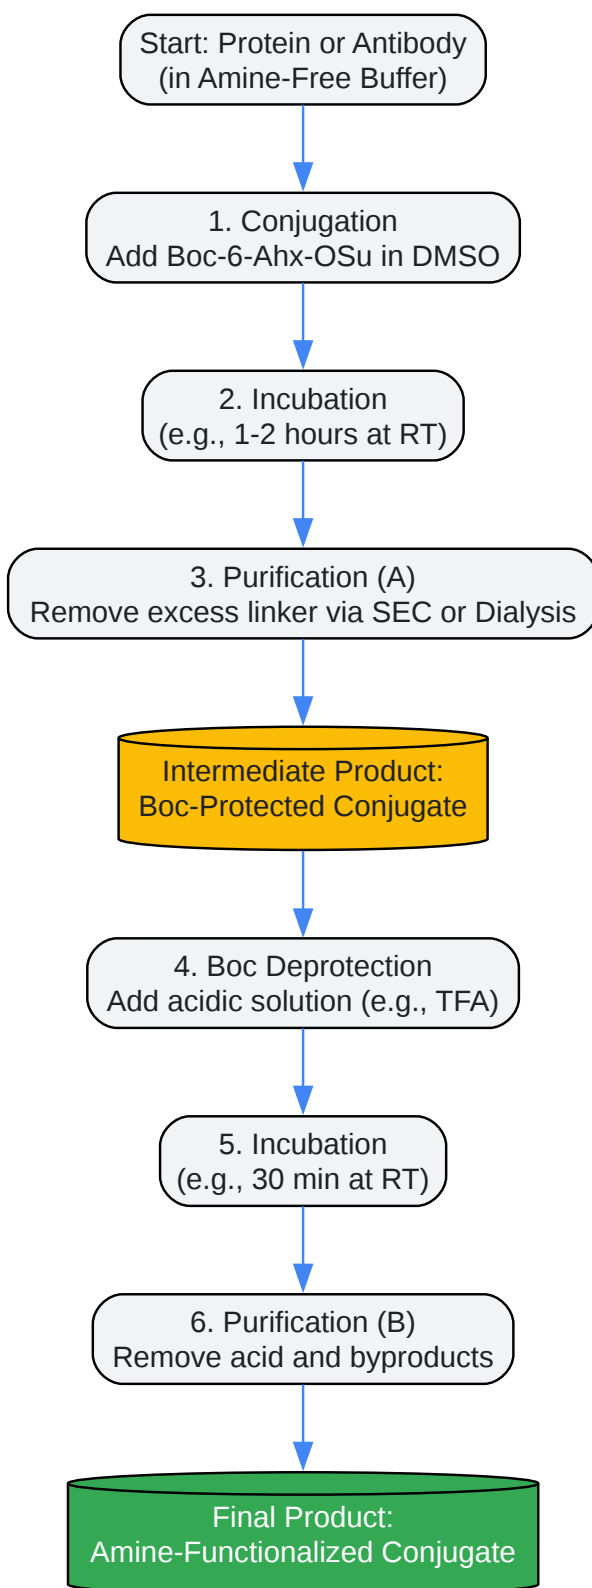 Start: Protein or Antibody
(in Amine-Free Buffer)
1. Conjugation
Add Boc-6-Ahx-OSu in DMSO
2. Incubation
(e.g., 1-2 hours at RT)
3. Purification (A)
Remove excess linker via SEC or Dialysis
Intermediate Product:
Boc-Protected Conjugate
4. Boc Deprotection
Add acidic solution (e.g., TFA)
5. Incubation
(e.g., 30 min at RT)
6. Purification (B)
Remove acid and byproducts
Final Product:
Amine-Functionalized Conjugate